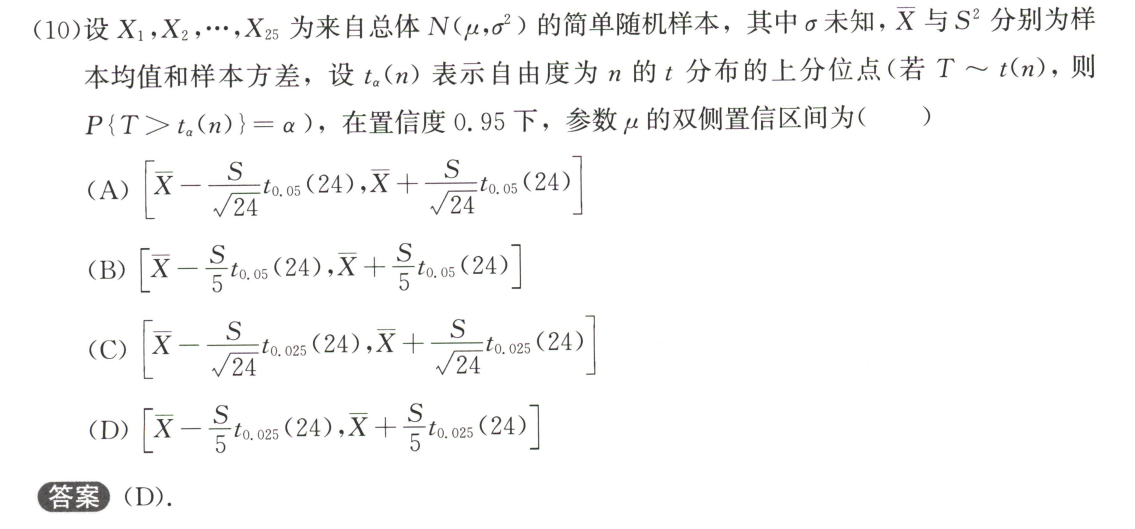 (10)设 X₁,X₂,⋯,X₂₅ 为来自总体 N(μ,σ²)的简单随机样本，其中 σ 未知，X̅ 与 S² 分别为样
本均值和样本方差，设 tₐ(n) 表示自由度为 n 的 t 分布的上分位点(若 T ～ t(n)，则
P{T＞tₐ(n)}＝α)，在置信度 0.95 下，参数 μ 的双侧置信区间为(　　)
(A) [X̅ − S/√24 t₀.₀₅(24),X̅ + S/√24 t₀.₀₅(24)]
(B) [X̅ − S/5 t₀.₀₅(24),X̅ + S/5 t₀.₀₅(24)]
(C) [X̅ − S/√24 t₀.₀₂₅(24),X̅ + S/√24 t₀.₀₂₅(24)]
(D) [X̅ − S/5 t₀.₀₂₅(24),X̅ + S/5 t₀.₀₂₅(24)]
答案 (D).